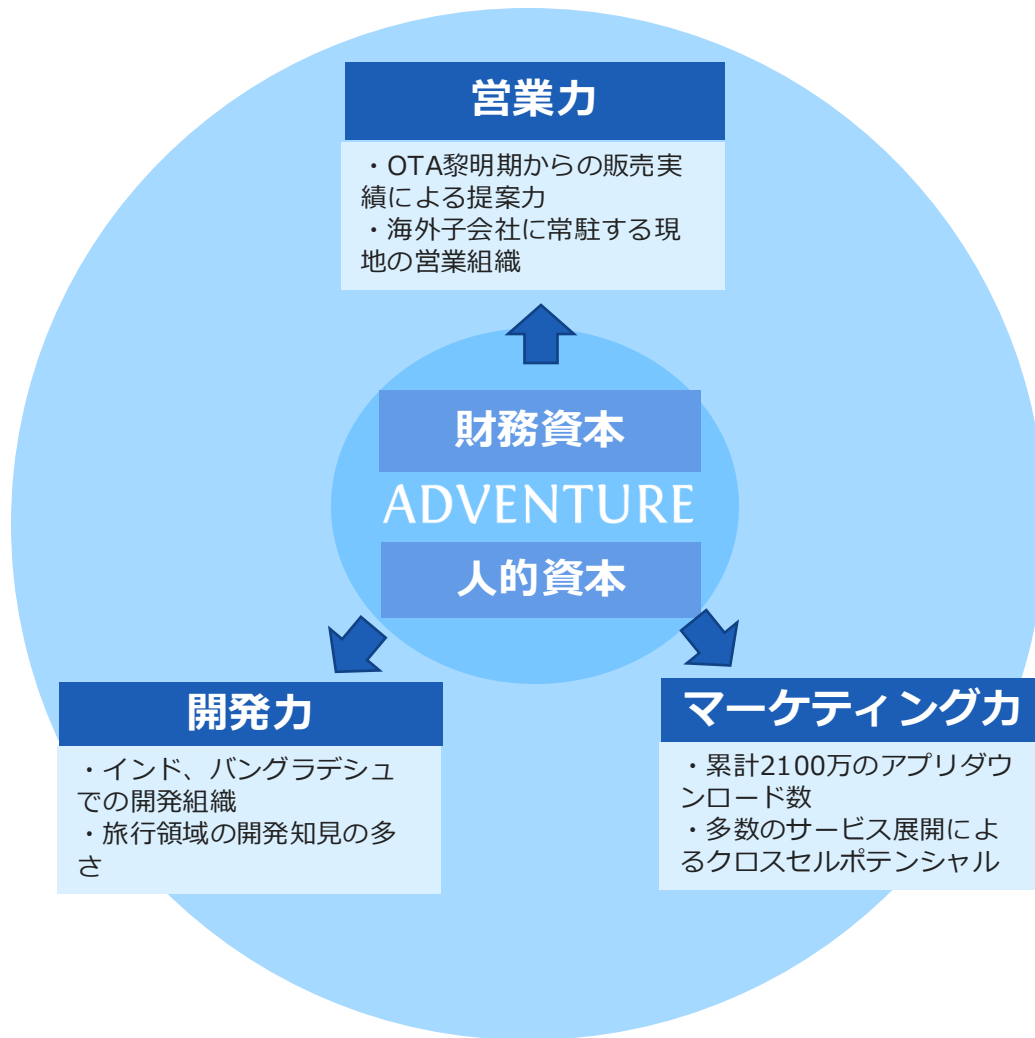 営業力
・OTA黎明期からの販売実
績による提案力
・海外子会社に常駐する現
地の営業組織
財務資本
ADVENTURE
人的資本
開発力
・インド、バングラデシュ
での開発組織
・旅行領域の開発知見の多
さ
マーケティング力
・累計2100万のアプリダウ
ンロード数
・多数のサービス展開によ
るクロスセルポテンシャル